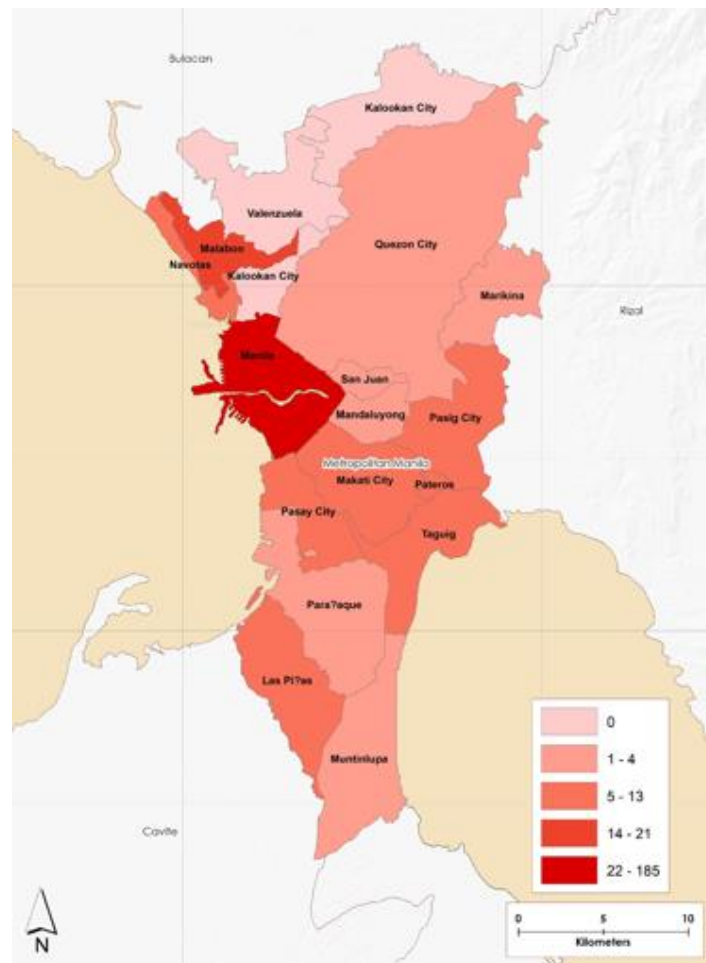 Bulacan
Kalookan City
Valenzuela
Quezon City
Malabon
Navotas
Kalookan City
Marikina
Rizal
Manila
San Juan
Mandaluyong
Pasig City
Metropolitan Manila
Makati City
Pateros
Pasay City
Taguig
Para?aque
Las Pi?as
Muntinlupa
Cavite
0
1 - 4
5 - 13
14 - 21
22 - 185
N
0 5 10
Kilometers